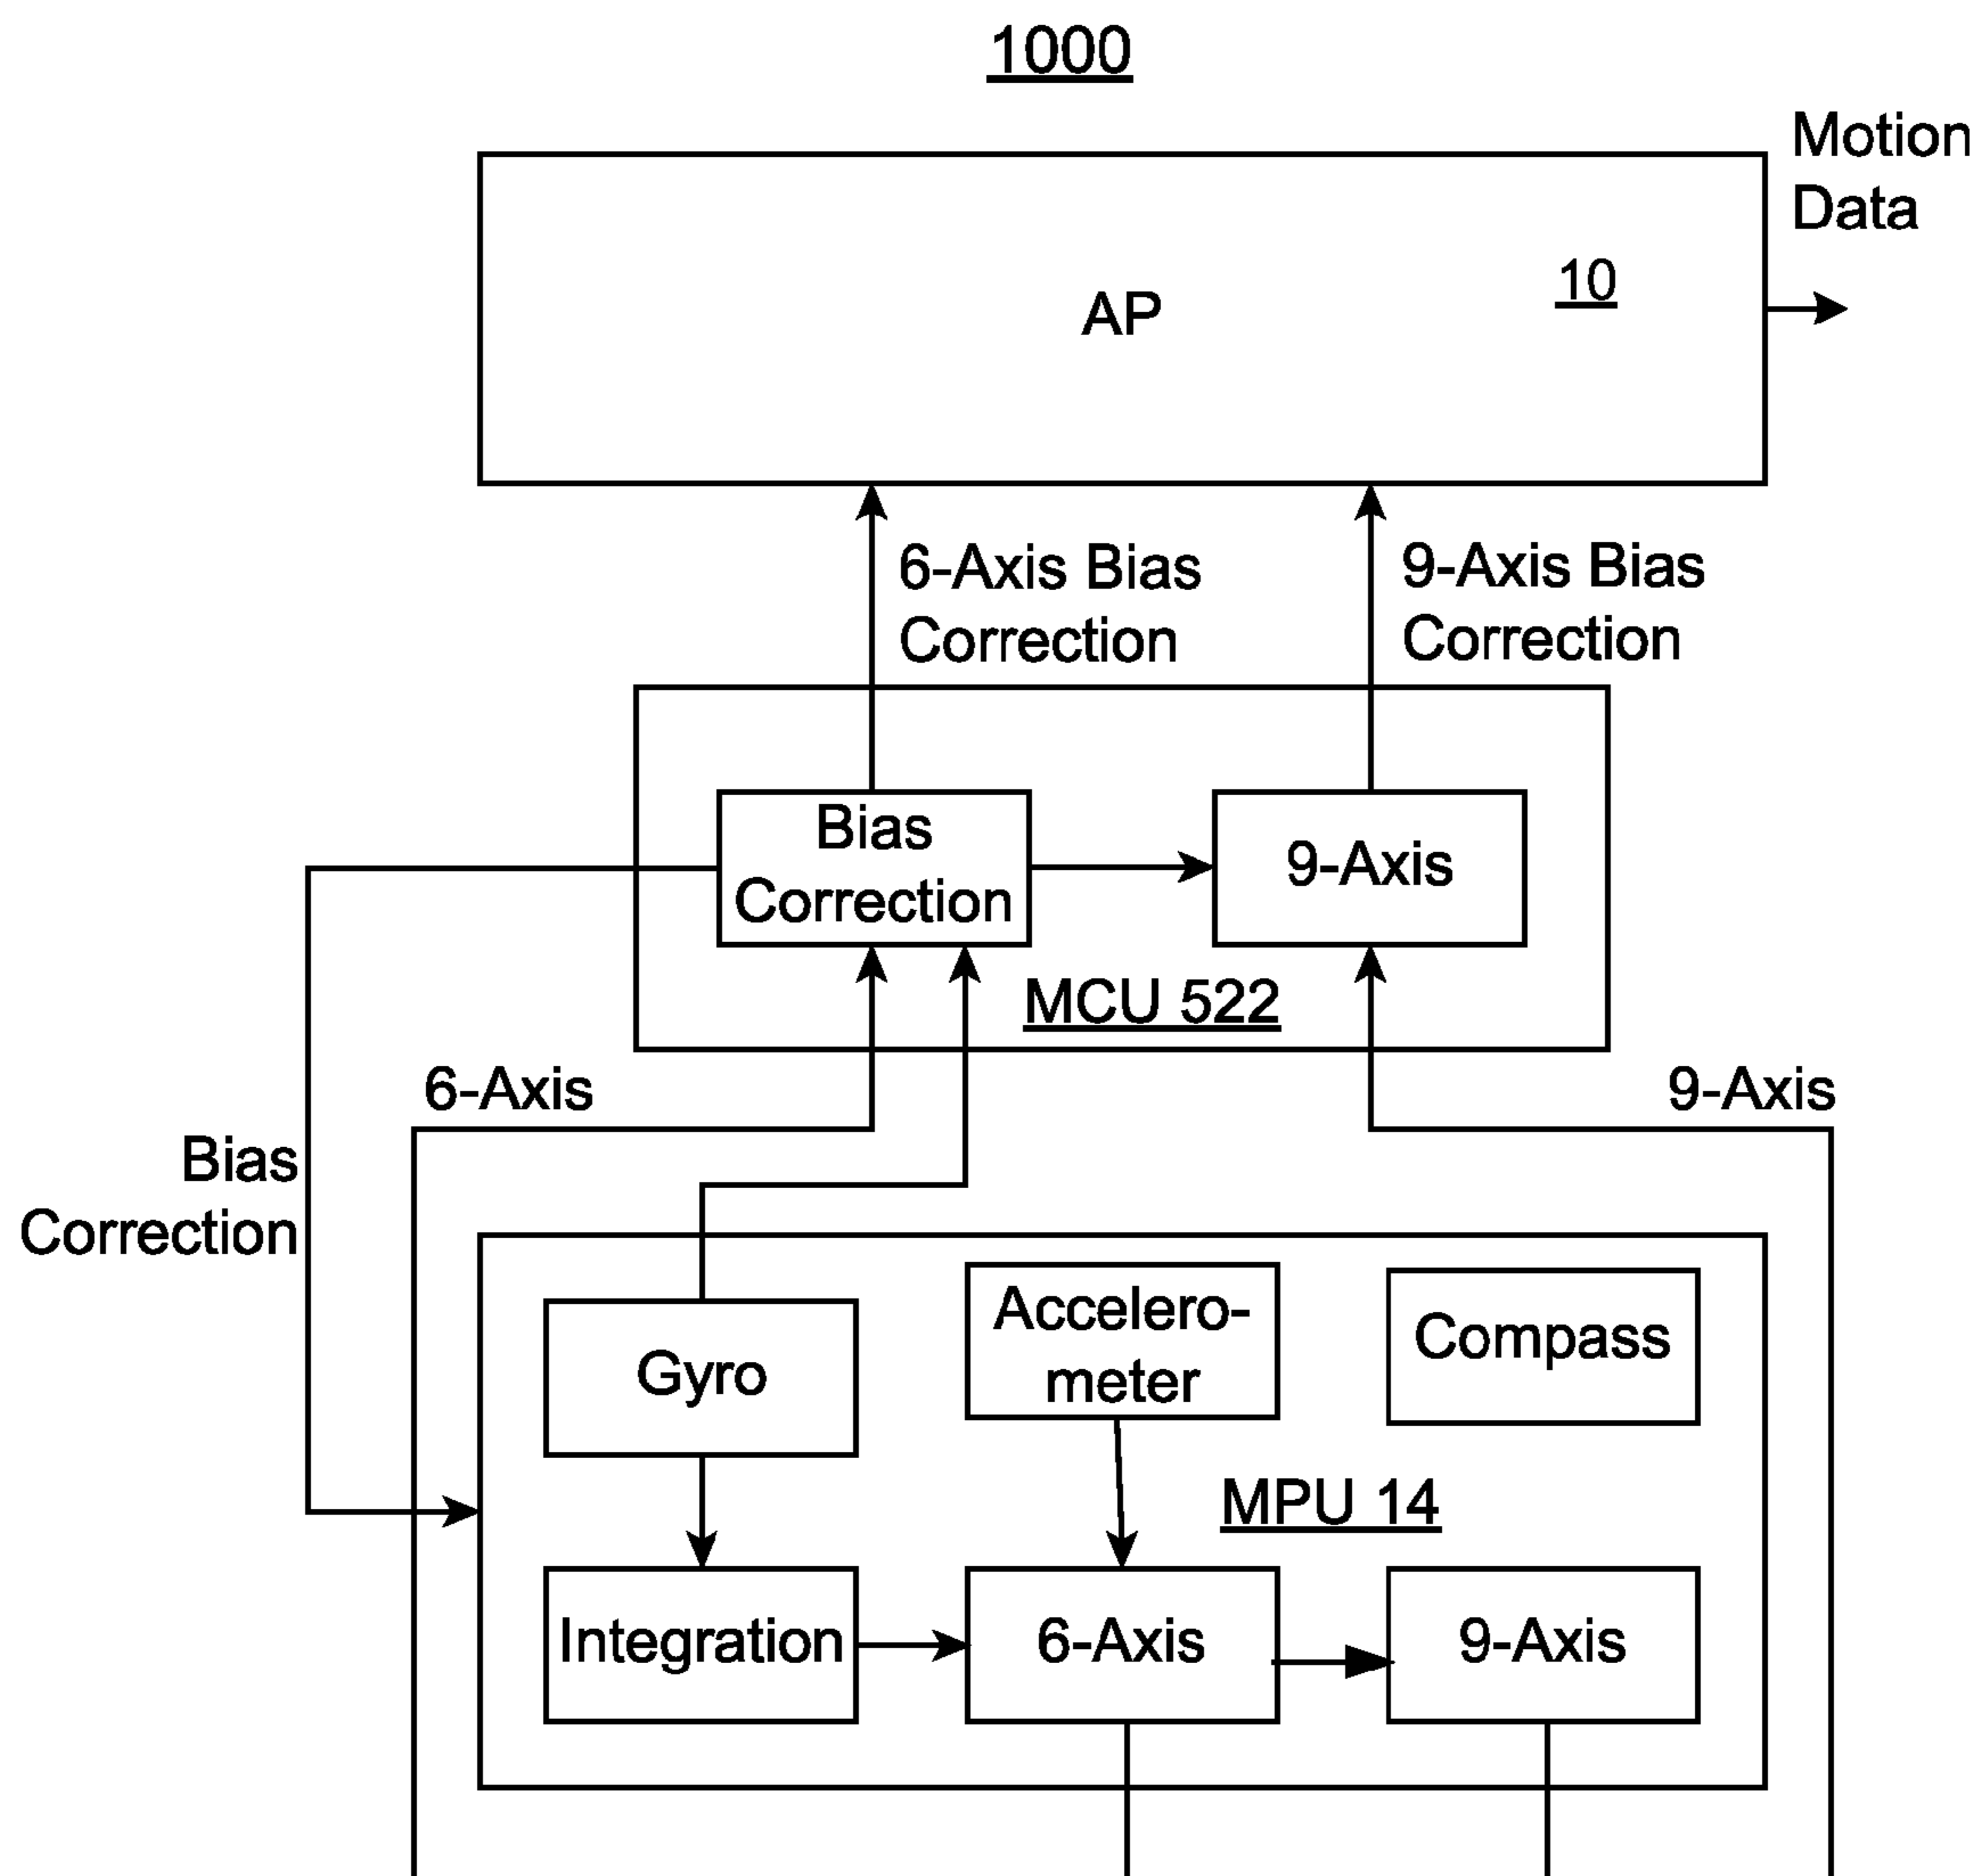 1000
Motion
Data
10
AP
6-Axis Bias
Correction
9-Axis Bias
Correction
Bias
Correction
9-Axis
MCU 522
6-Axis
9-Axis
Bias
Correction
Gyro
Accelero-
meter
Compass
MPU 14
Integration
6-Axis
9-Axis